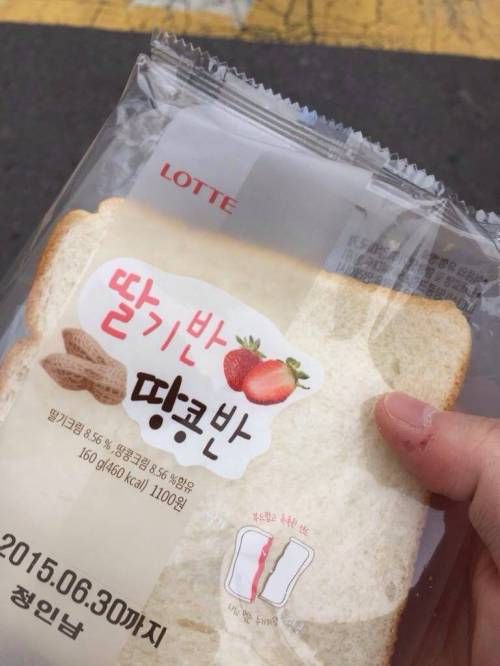 LOTTE
딸기반
땅콩반
딸기크림 8.56 %, 땅콩크림 8.56 %함유
160 g(460 kcal) 1100원
2015.06.30까지
정인남